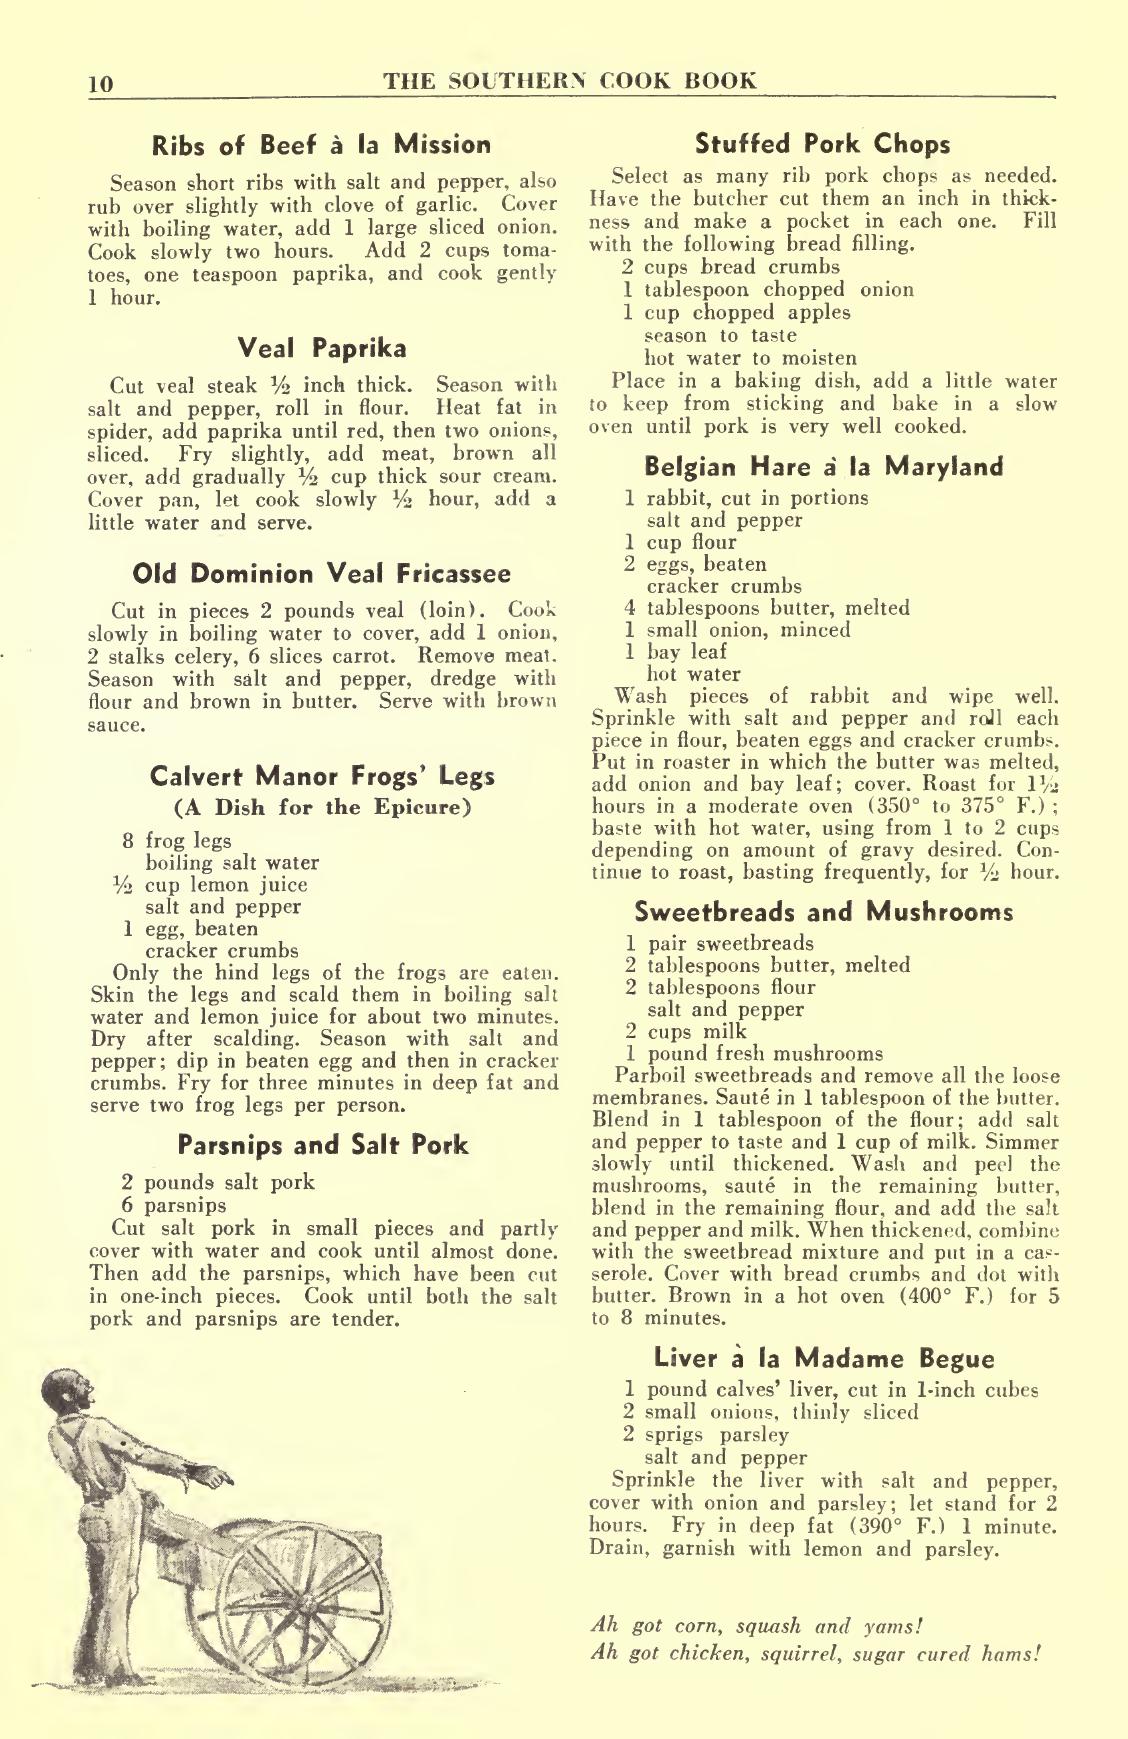 10
THE SOUTHERN COOK BOOK
Ribs of Beef à la Mission
Season short ribs with salt and pepper, also
rub over slightly with clove of garlic. Cover
with boiling water, add 1 large sliced onion.
Cook slowly two hours. Add 2 cups toma-
toes, one teaspoon paprika, and cook gently
1 hour.
Veal Paprika
Cut veal steak ½ inch thick. Season with
salt and pepper, roll in flour. Heat fat in
spider, add paprika until red, then two onions,
sliced. Fry slightly, add meat, brown all
over, add gradually ½ cup thick sour cream.
Cover pan, let cook slowly ½ hour, add a
little water and serve.
Old Dominion Veal Fricassee
Cut in pieces 2 pounds veal (loin). Cook
slowly in boiling water to cover, add 1 onion,
2 stalks celery, 6 slices carrot. Remove meat.
Season with salt and pepper, dredge with
flour and brown in butter. Serve with brown
sauce.
Calvert Manor Frogs' Legs
(A Dish for the Epicure)
8 frog legs
boiling salt water
½ cup lemon juice
salt and pepper
1 egg, beaten
cracker crumbs
Only the hind legs of the frogs are eaten.
Skin the legs and scald them in boiling salt
water and lemon juice for about two minutes.
Dry after scalding. Season with salt and
pepper; dip in beaten egg and then in cracker
crumbs. Fry for three minutes in deep fat and
serve two frog legs per person.
Parsnips and Salt Pork
2 pounds salt pork
6 parsnips
Cut salt pork in small pieces and partly
cover with water and cook until almost done.
Then add the parsnips, which have been cut
in one-inch pieces. Cook until both the salt
pork and parsnips are tender.
Stuffed Pork Chops
Select as many rib pork chops as needed.
Have the butcher cut them an inch in thick-
ness and make a pocket in each one. Fill
with the following bread filling.
2 cups bread crumbs
1 tablespoon chopped onion
1 cup chopped apples
season to taste
hot water to moisten
Place in a baking dish, add a little water
to keep from sticking and bake in a slow
oven until pork is very well cooked.
Belgian Hare à la Maryland
1 rabbit, cut in portions
salt and pepper
1 cup flour
2 eggs, beaten
cracker crumbs
4 tablespoons butter, melted
1 small onion, minced
1 bay leaf
hot water
Wash pieces of rabbit and wipe well.
Sprinkle with salt and pepper and roll each
piece in flour, beaten eggs and cracker crumbs.
Put in roaster in which the butter was melted,
add onion and bay leaf; cover. Roast for 1½
hours in a moderate oven (350° to 375° F.) ;
baste with hot water, using from 1 to 2 cups
depending on amount of gravy desired. Con-
tinue to roast, basting frequently, for ½ hour.
Sweetbreads and Mushrooms
1 pair sweetbreads
2 tablespoons butter, melted
2 tablespoons flour
salt and pepper
2 cups milk
1 pound fresh mushrooms
Parboil sweetbreads and remove all the loose
membranes. Sauté in 1 tablespoon of the butter.
Blend in 1 tablespoon of the flour; add salt
and pepper to taste and 1 cup of milk. Simmer
slowly until thickened. Wash and peel the
mushrooms, sauté in the remaining butter,
blend in the remaining flour, and add the salt
and pepper and milk. When thickened, combine
with the sweetbread mixture and put in a cas-
serole. Cover with bread crumbs and dot with
butter. Brown in a hot oven (400° F.) for 5
to 8 minutes.
Liver à la Madame Begue
1 pound calves' liver, cut in 1-inch cubes
2 small onions, thinly sliced
2 sprigs parsley
salt and pepper
Sprinkle the liver with salt and pepper,
cover with onion and parsley; let stand for 2
hours. Fry in deep fat (390° F.) 1 minute.
Drain, garnish with lemon and parsley.
Ah got corn, squash and yams!
Ah got chicken, squirrel, sugar cured hams!